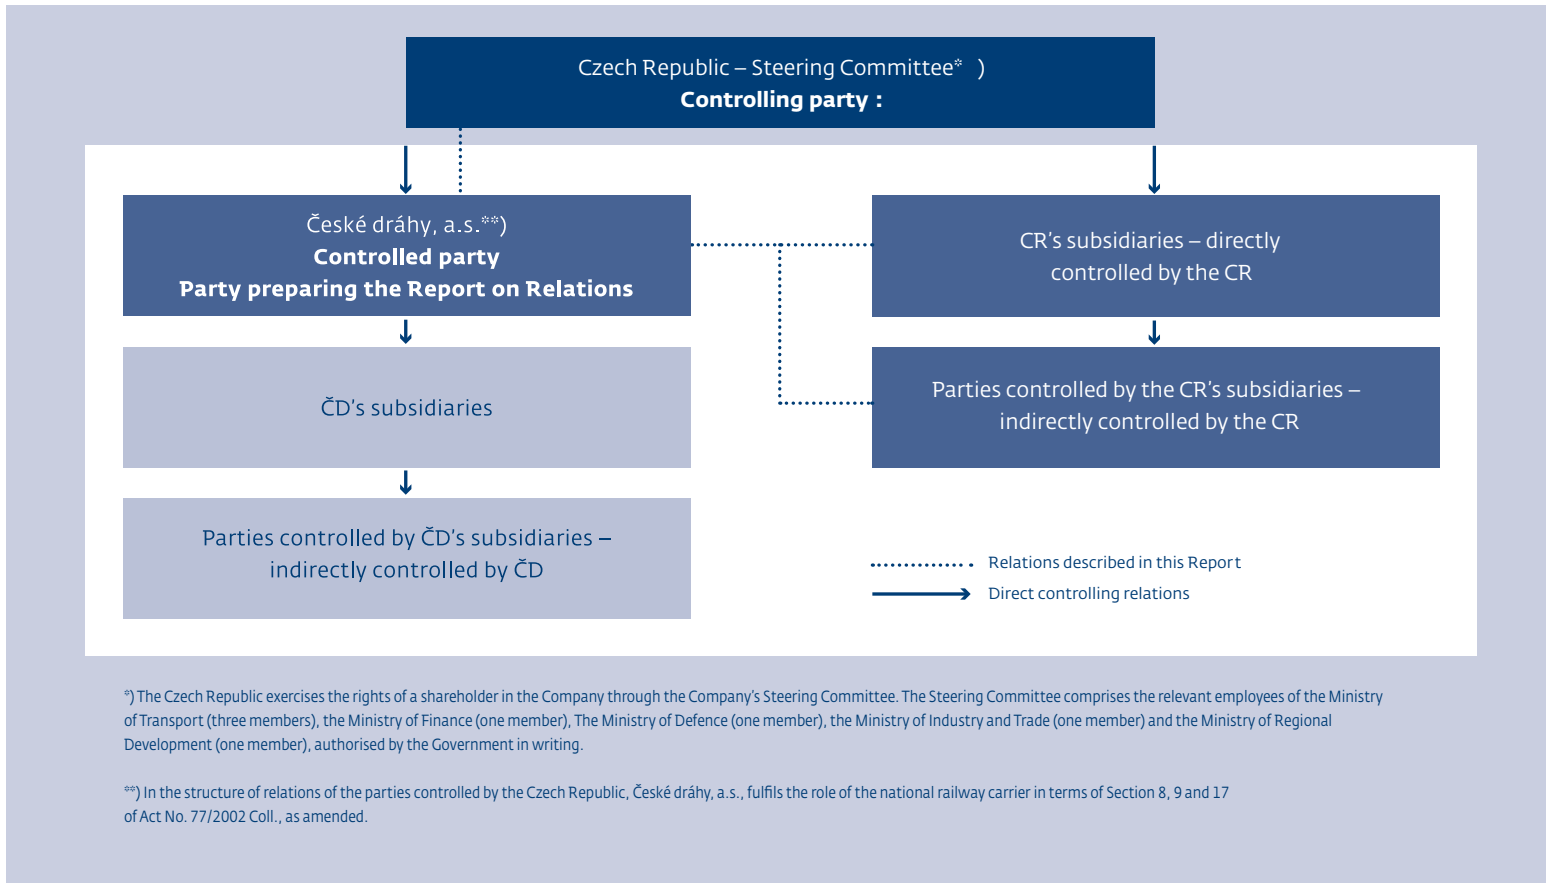 Czech Republic – Steering Committee* )
Controlling party :
České dráhy, a.s.**)
Controlled party
Party preparing the Report on Relations
CR's subsidiaries – directly
controlled by the CR
ČD's subsidiaries
Parties controlled by the CR's subsidiaries –
indirectly controlled by the CR
Parties controlled by ČD's subsidiaries –
indirectly controlled by ČD
Relations described in this Report
Direct controlling relations
*) The Czech Republic exercises the rights of a shareholder in the Company through the Company's Steering Committee. The Steering Committee comprises the relevant employees of the Ministry
of Transport (three members), the Ministry of Finance (one member), The Ministry of Defence (one member), the Ministry of Industry and Trade (one member) and the Ministry of Regional
Development (one member), authorised by the Government in writing.
**) In the structure of relations of the parties controlled by the Czech Republic, České dráhy, a.s., fulfils the role of the national railway carrier in terms of Section 8, 9 and 17
of Act No. 77/2002 Coll., as amended.